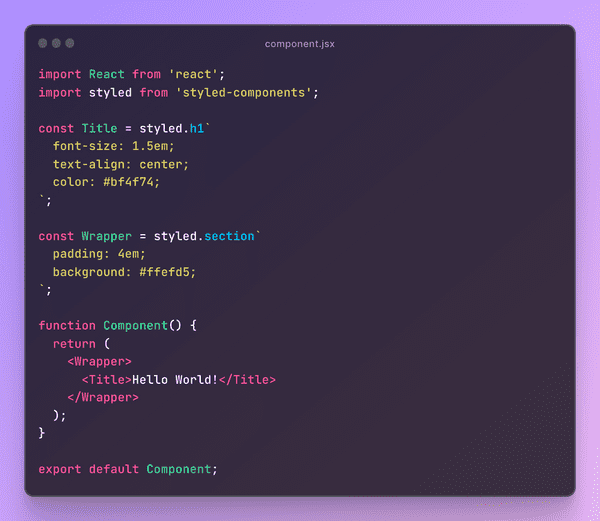 component.jsx
import React from 'react';
import styled from 'styled-components';
const Title = styled.h1`
  font-size: 1.5em;
  text-align: center;
  color: #bf4f74;
`;
const Wrapper = styled.section`
  padding: 4em;
  background: #ffefd5;
`;
function Component() {
  return (
    <Wrapper>
      <Title>Hello World!</Title>
    </Wrapper>
  );
}
export default Component;